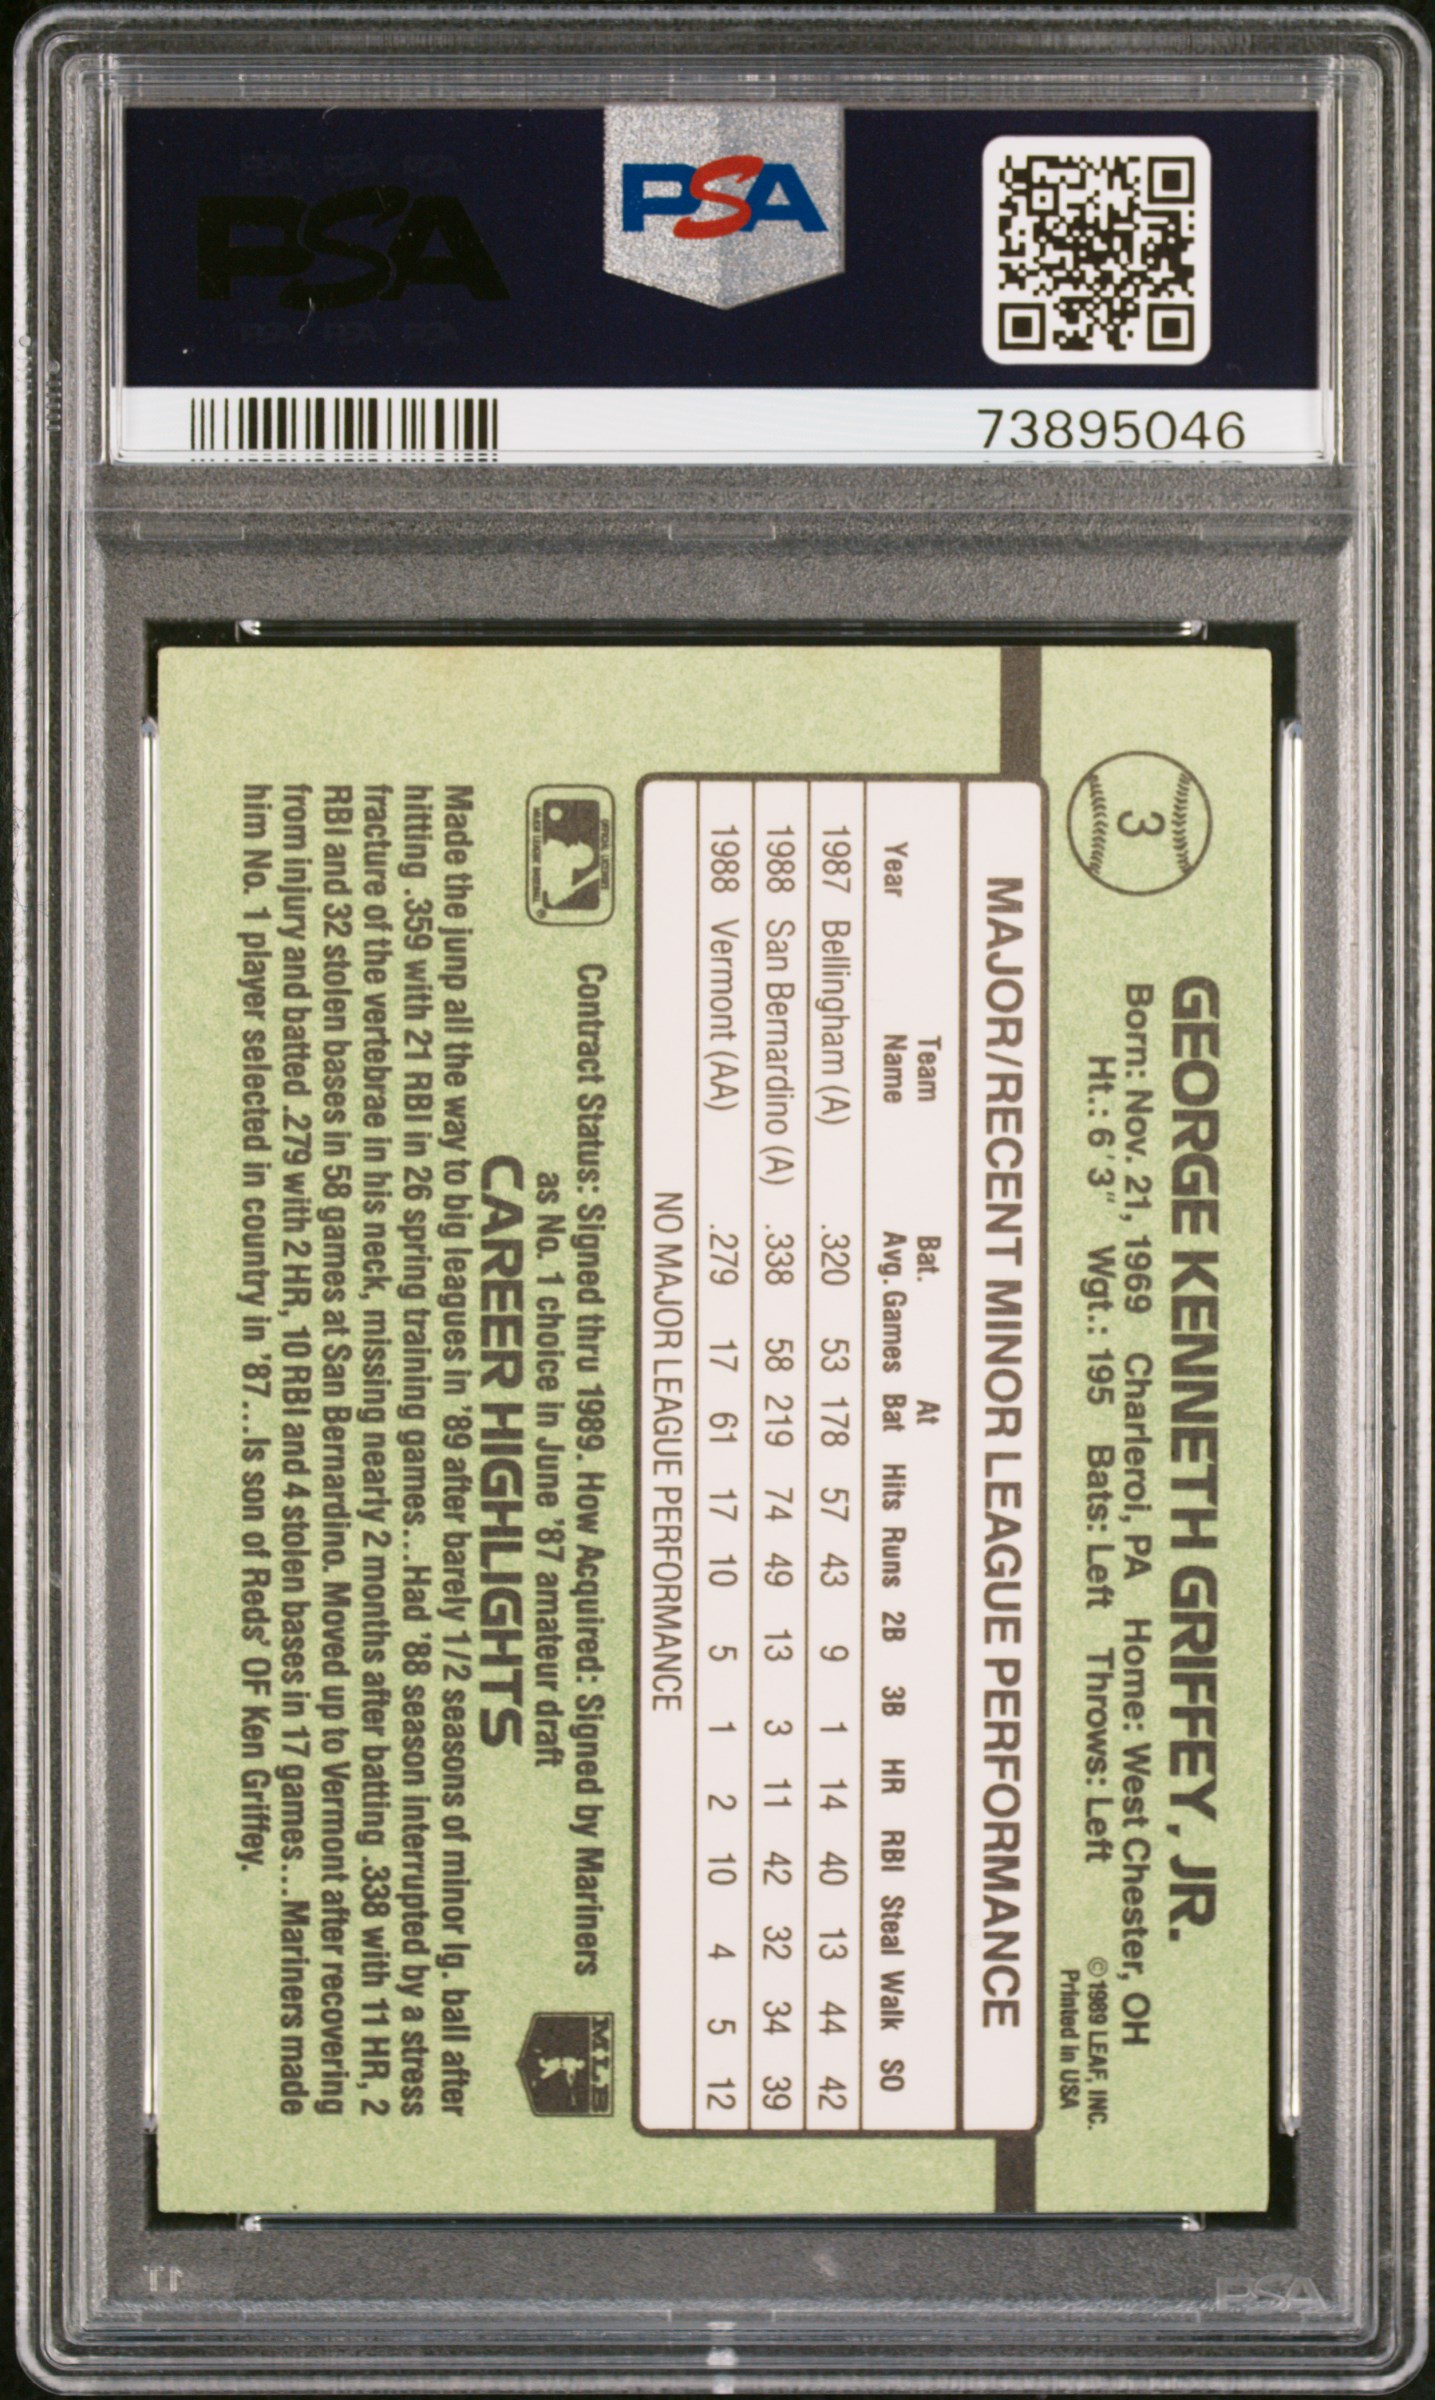 PSA
PSA
73895046
3
GEORGE KENNETH GRIFFEY, JR.
Born: Nov. 21, 1969 Charleroi, PA Home: West Chester, OH
Ht.: 6'3" Wgt.: 195 Bats: Left Throws: Left
©1989 LEAF, INC.
Printed in USA
MAJOR/RECENT MINOR LEAGUE PERFORMANCE
Team Bat. At
Year Name Avg. Games Bat Hits Runs 2B 3B HR RBI Steal Walk SO
1987 Bellingham (A) .320 53 178 57 43 9 1 14 40 13 44 42
1988 San Bernardino (A) .338 58 219 74 49 13 3 11 42 32 34 39
1988 Vermont (AA) .279 17 61 17 10 5 1 2 10 4 5 12
NO MAJOR LEAGUE PERFORMANCE
Contract Status: Signed thru 1989. How Acquired: Signed by Mariners
as No. 1 choice in June '87 amateur draft
MLB
CAREER HIGHLIGHTS
Made the junp all the way to big leagues in '89 after barely 1/2 seasons of minor lg. ball after
hitting .359 with 21 RBI in 26 spring training games...Had '88 season interrupted by a stress
fracture of the vertebrae in his neck, missing nearly 2 months after batting .338 with 11 HR, 2
RBI and 32 stolen bases in 58 games at San Bernardino. Moved up to Vermont after recovering
from injury and batted .279 with 2 HR, 10 RBI and 4 stolen bases in 17 games...Mariners made
him No. 1 player selected in country in '87...Is son of Reds' OF Ken Griffey.
PSA